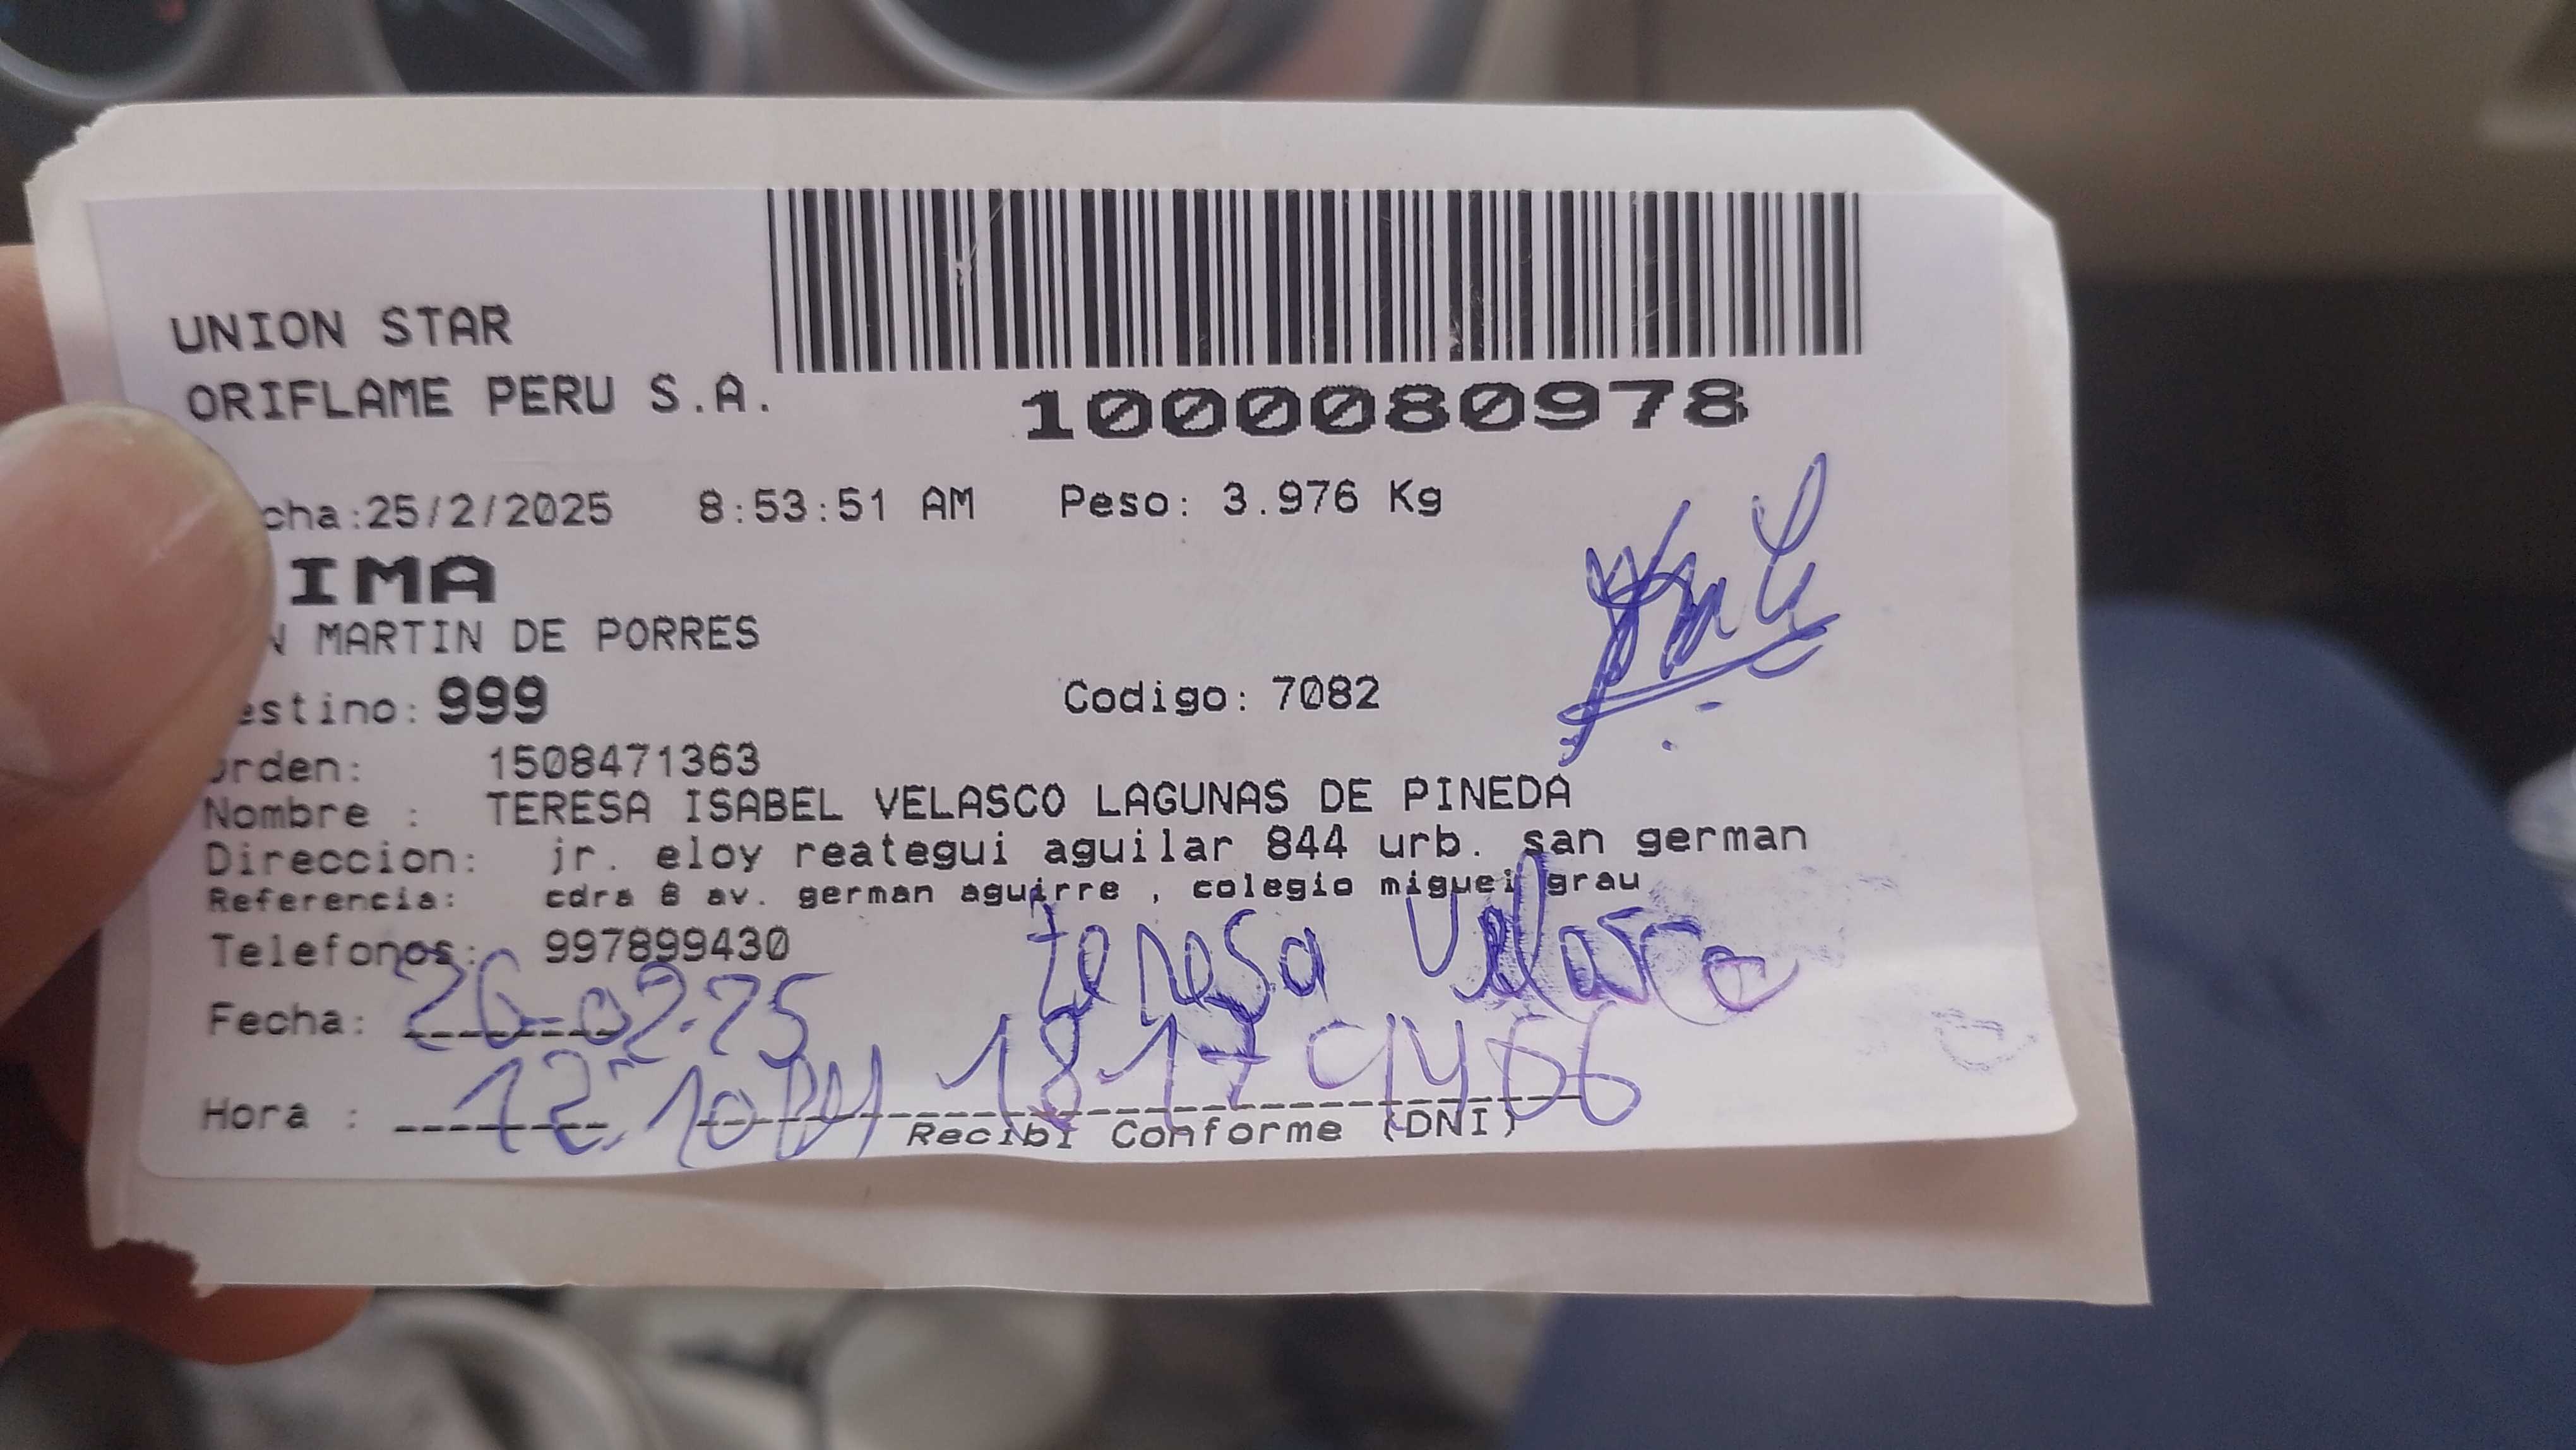 UNION STAR
ORIFLAME PERU S.A.
1000080978
cha:25/2/2025 8:53:51 AM Peso: 3.976 Kg
IMA
N MARTIN DE PORRES
estino: 999 Codigo: 7082
orden: 1508471363
Nombre : TERESA ISABEL VELASCO LAGUNAS DE PINEDA
Direccion: jr. eloy reategui aguilar 844 urb. san german
Referencia: cdra 8 av. german aguirre , colegio miguel grau
Telefonos: 997899430
teresa Velasco
Fecha: 26-02-25
Hora : 12:10 PM
Recibi Conforme (DNI)